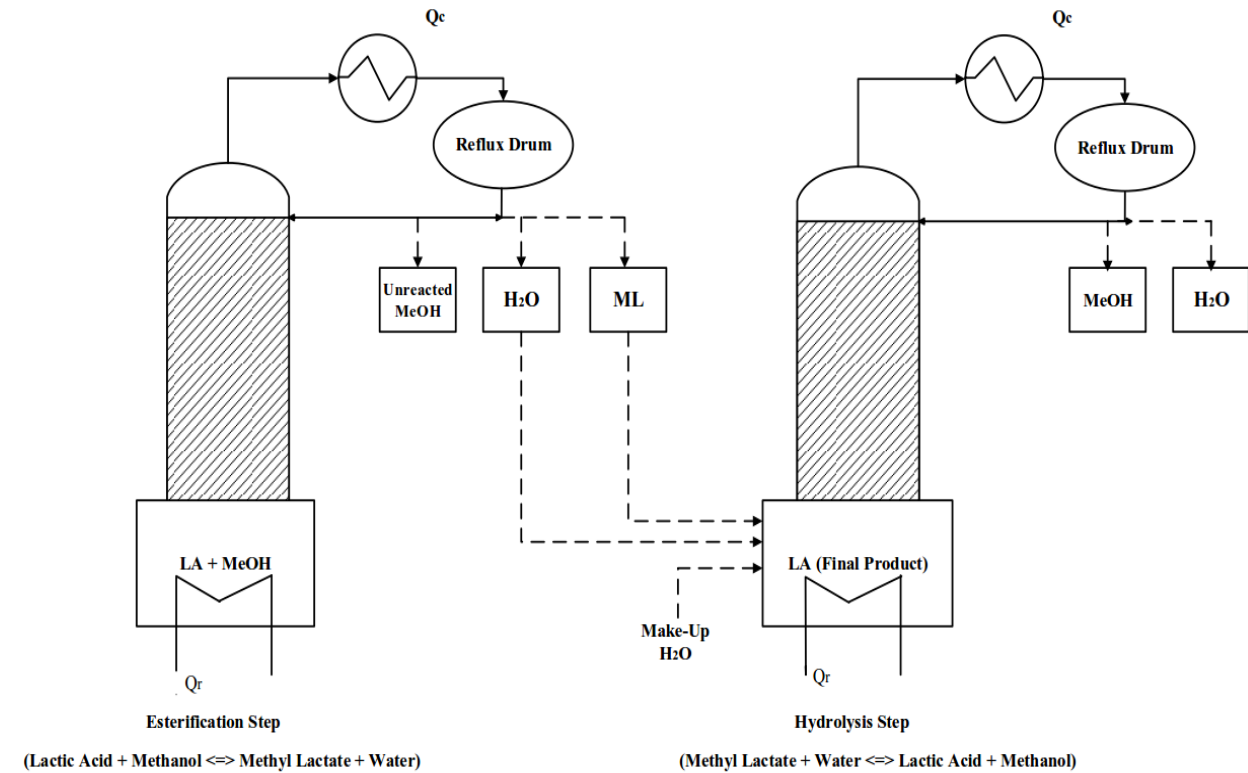 Qc
Reflux Drum
Unreacted
MeOH
H₂O
ML
LA + MeOH
Qr
Esterification Step
(Lactic Acid + Methanol <=> Methyl Lactate + Water)
Qc
Reflux Drum
MeOH
H₂O
LA (Final Product)
Make-Up
H₂O
Qr
Hydrolysis Step
(Methyl Lactate + Water <=> Lactic Acid + Methanol)